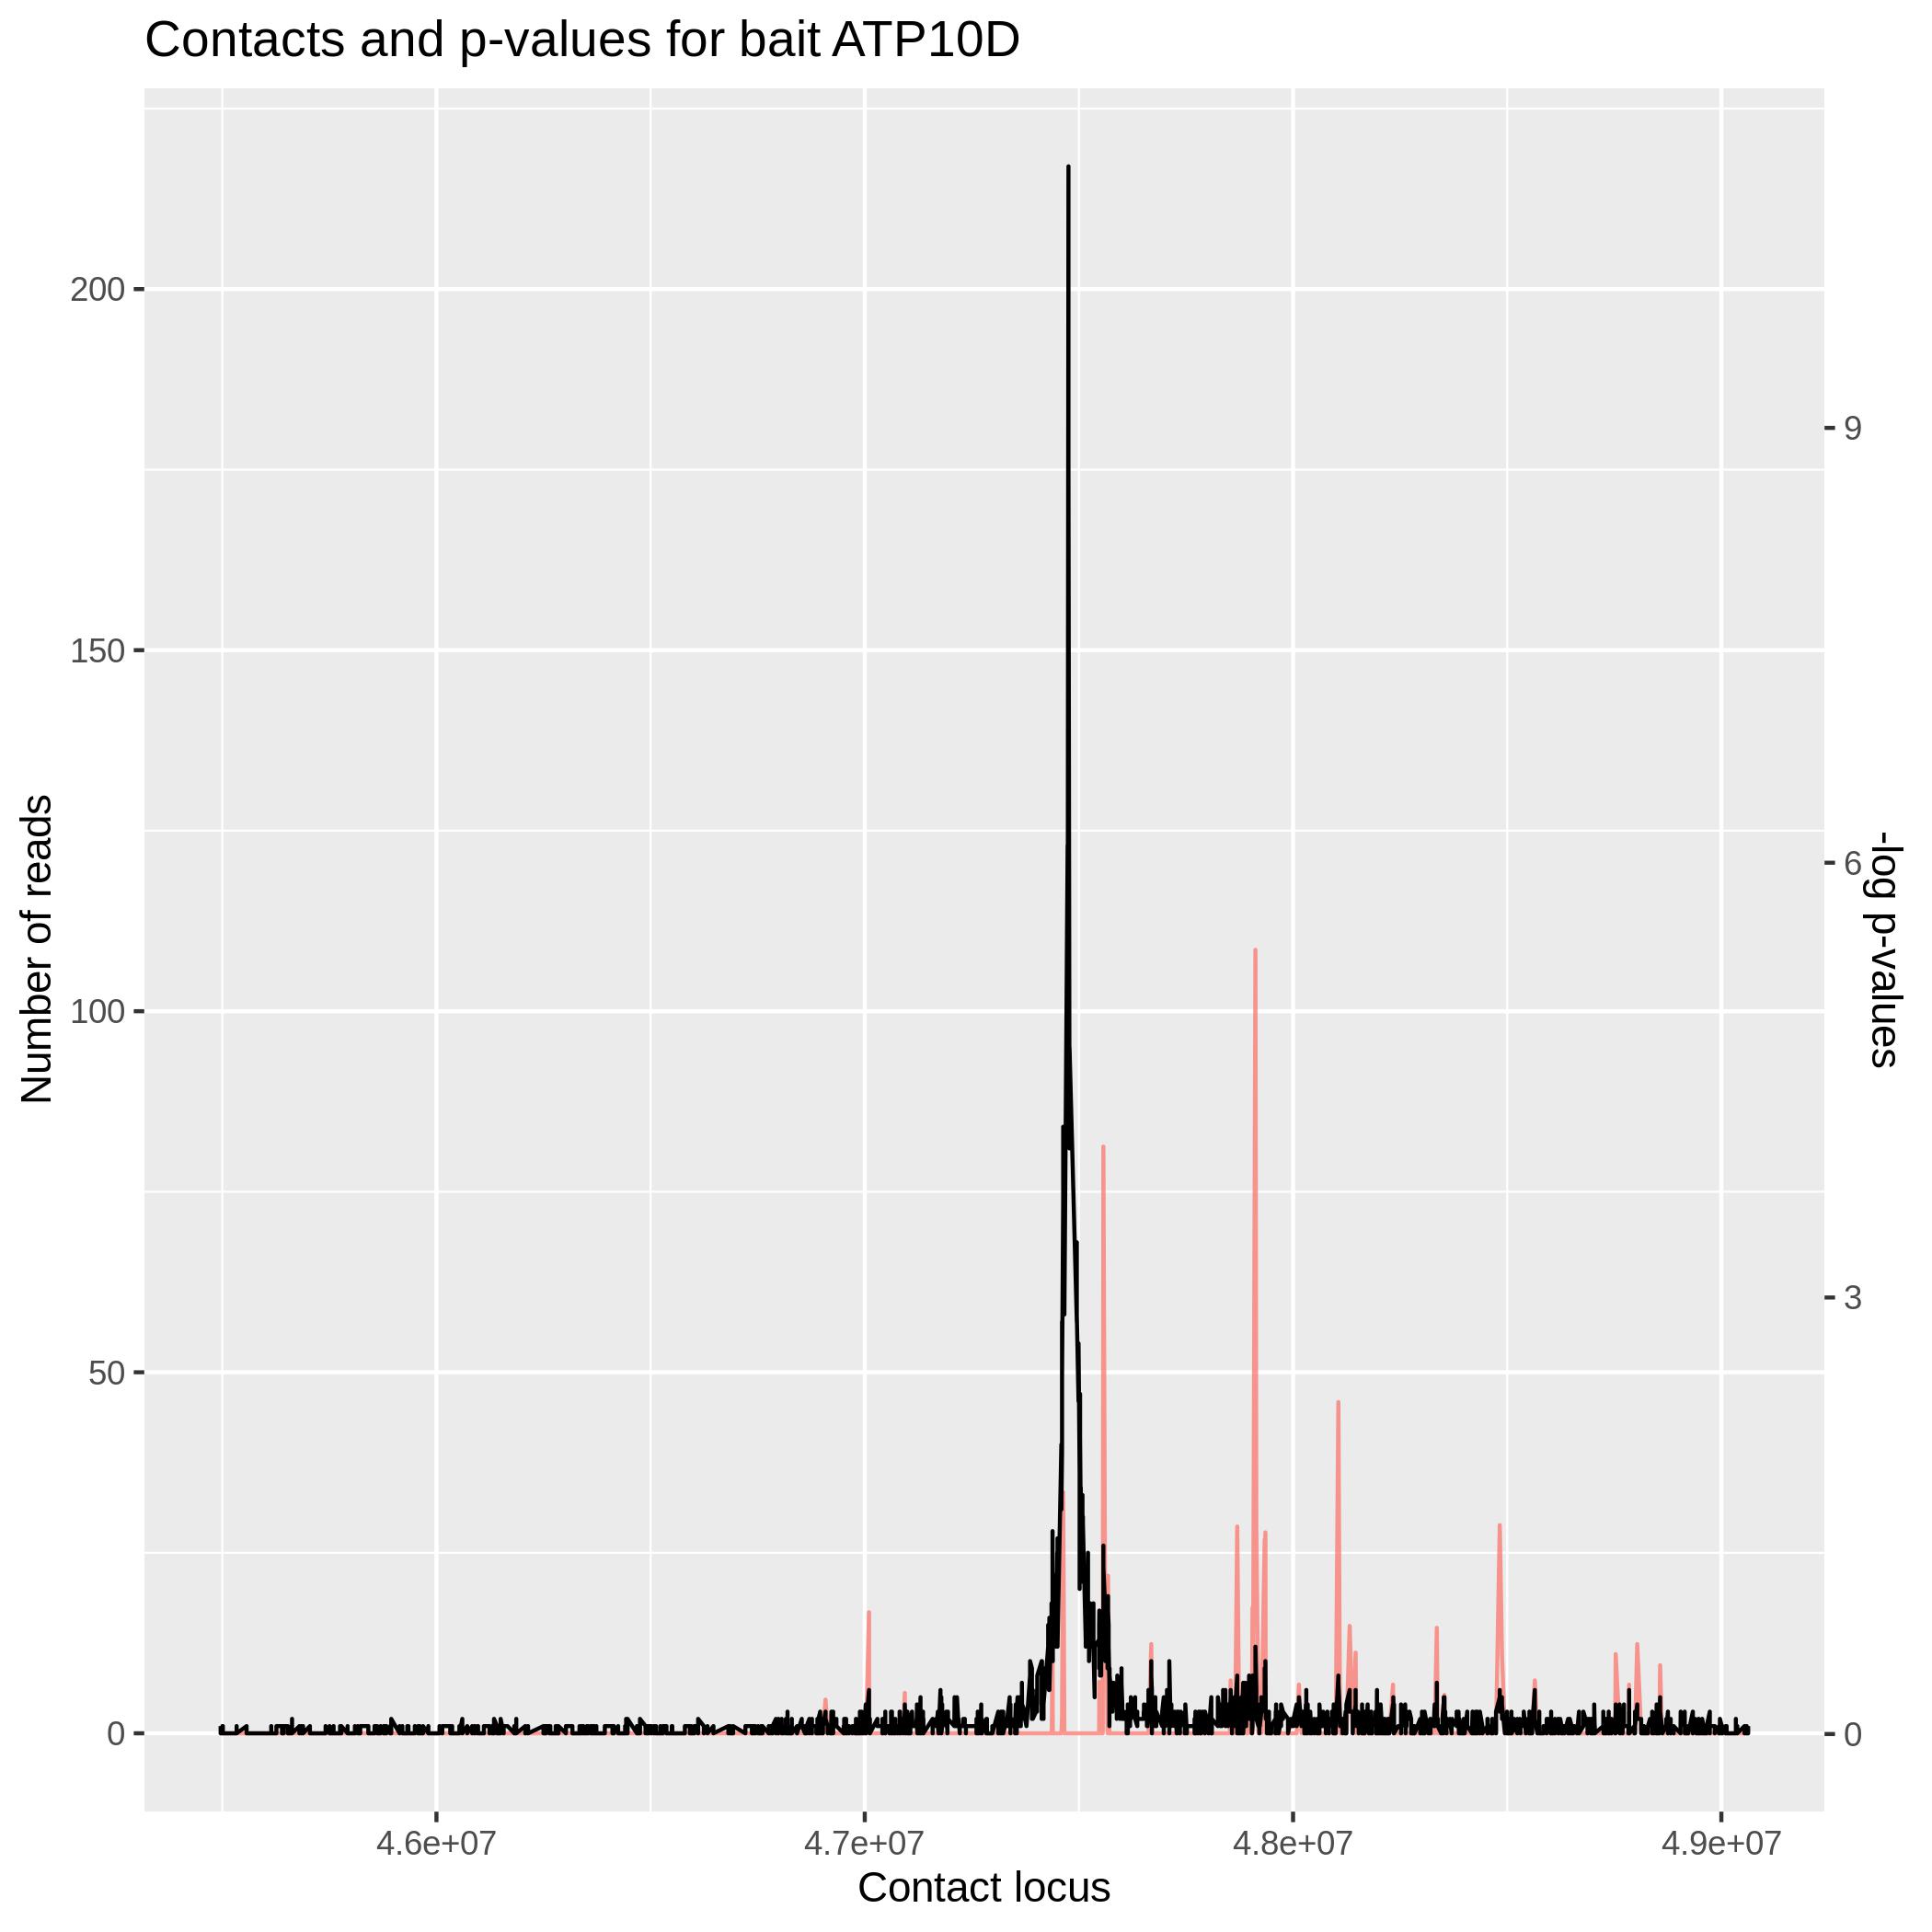 Contacts and p-values for bait ATP10D
Number of reads
200
150
100
50
0
9
6
3
0
-log p-values
4.6e+07
4.7e+07
4.8e+07
4.9e+07
Contact locus